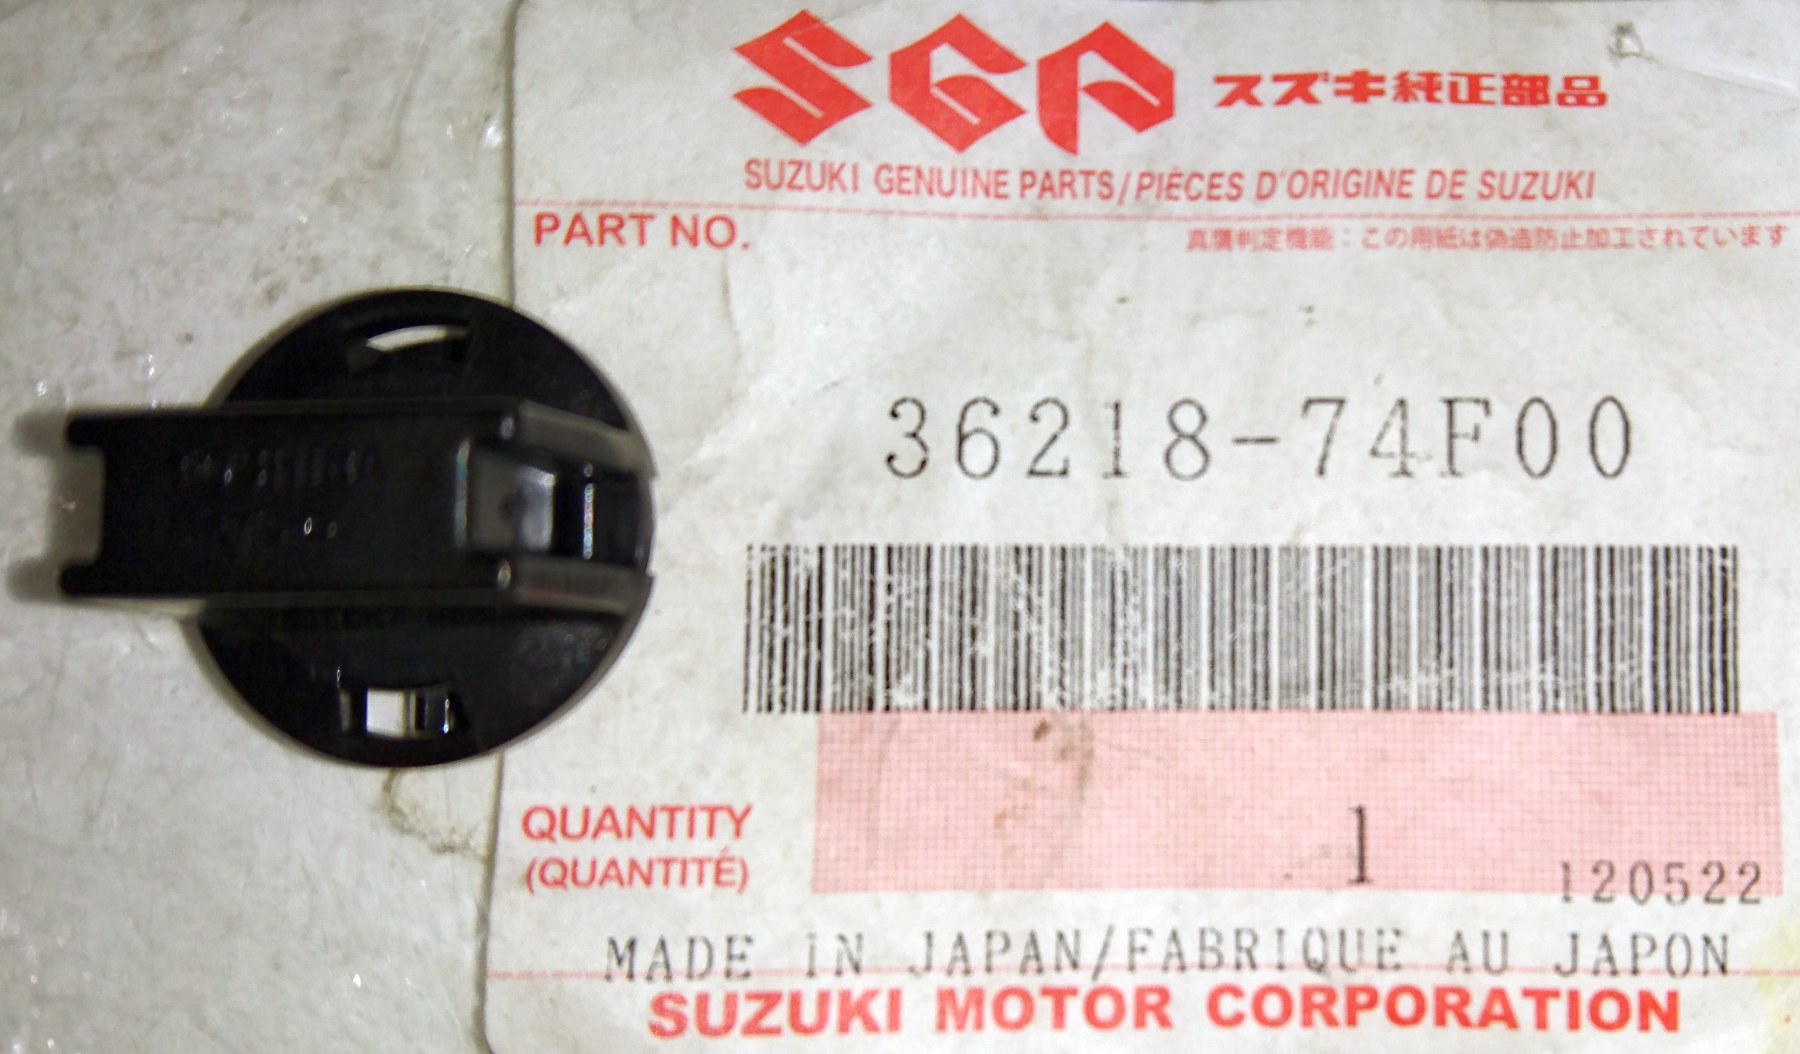 SGP スズキ純正部品
SUZUKI GENUINE PARTS/PIÈCES D'ORIGINE DE SUZUKI
PART NO.
真贋判定機能：この用紙は偽造防止加工されています
36218-74F00
QUANTITY
(QUANTITÉ)
1
120522
MADE IN JAPAN/FABRIQUE AU JAPON
SUZUKI MOTOR CORPORATION